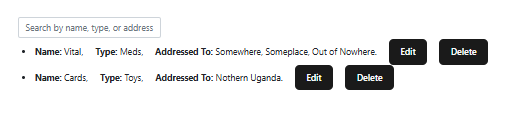 Search by name, type, or address
Name: Vital, Type: Meds, Addressed To: Somewhere, Someplace, Out of Nowhere. Edit Delete
Name: Cards, Type: Toys, Addressed To: Nothern Uganda. Edit Delete